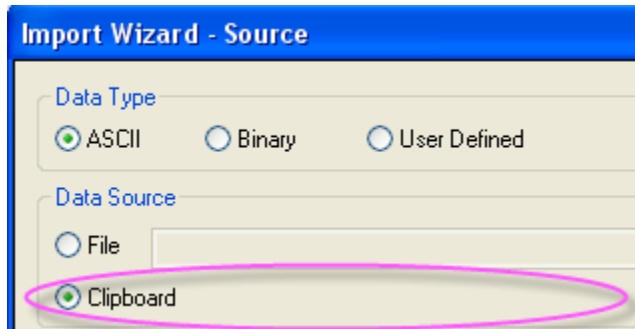 Import Wizard - Source
Data Type
ASCII Binary User Defined
Data Source
File
Clipboard